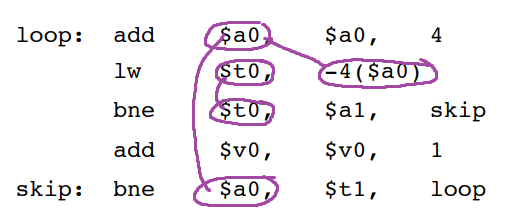 loop: add $a0, $a0, 4
lw $t0, -4($a0)
bne $t0, $a1, skip
add $v0, $v0, 1
skip: bne $a0, $t1, loop